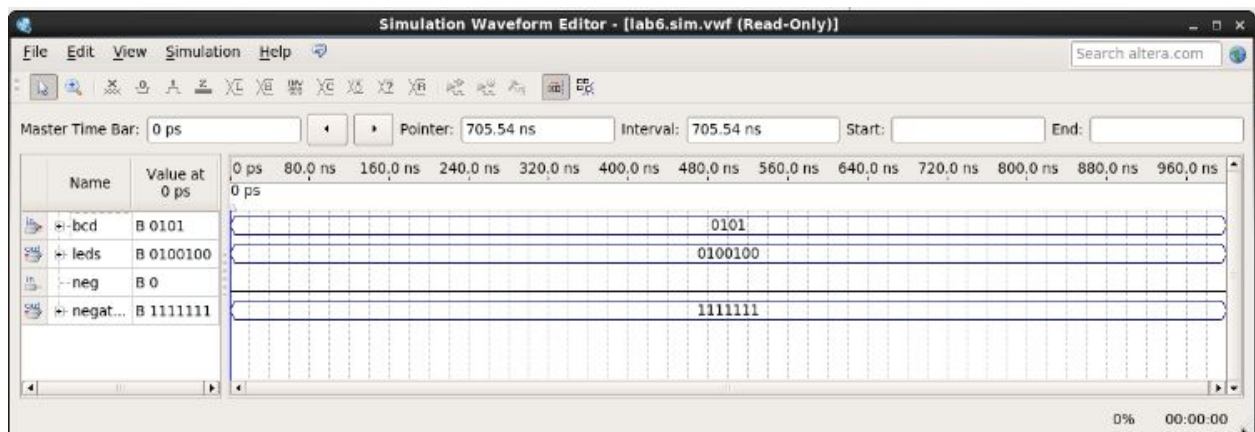 Simulation Waveform Editor - [lab6.sim.vwf (Read-Only)]
File Edit View Simulation Help Search altera.com
Master Time Bar: 0 ps Pointer: 705.54 ns Interval: 705.54 ns Start: End:
Name Value at 0 ps
0 ps 80.0 ns 160.0 ns 240.0 ns 320.0 ns 400.0 ns 480.0 ns 560.0 ns 640.0 ns 720.0 ns 800.0 ns 880.0 ns 960.0 ns
0 ps
bcd B 0101 0101
leds B 0100100 0100100
neg B 0
negat... B 1111111 1111111
0% 00:00:00